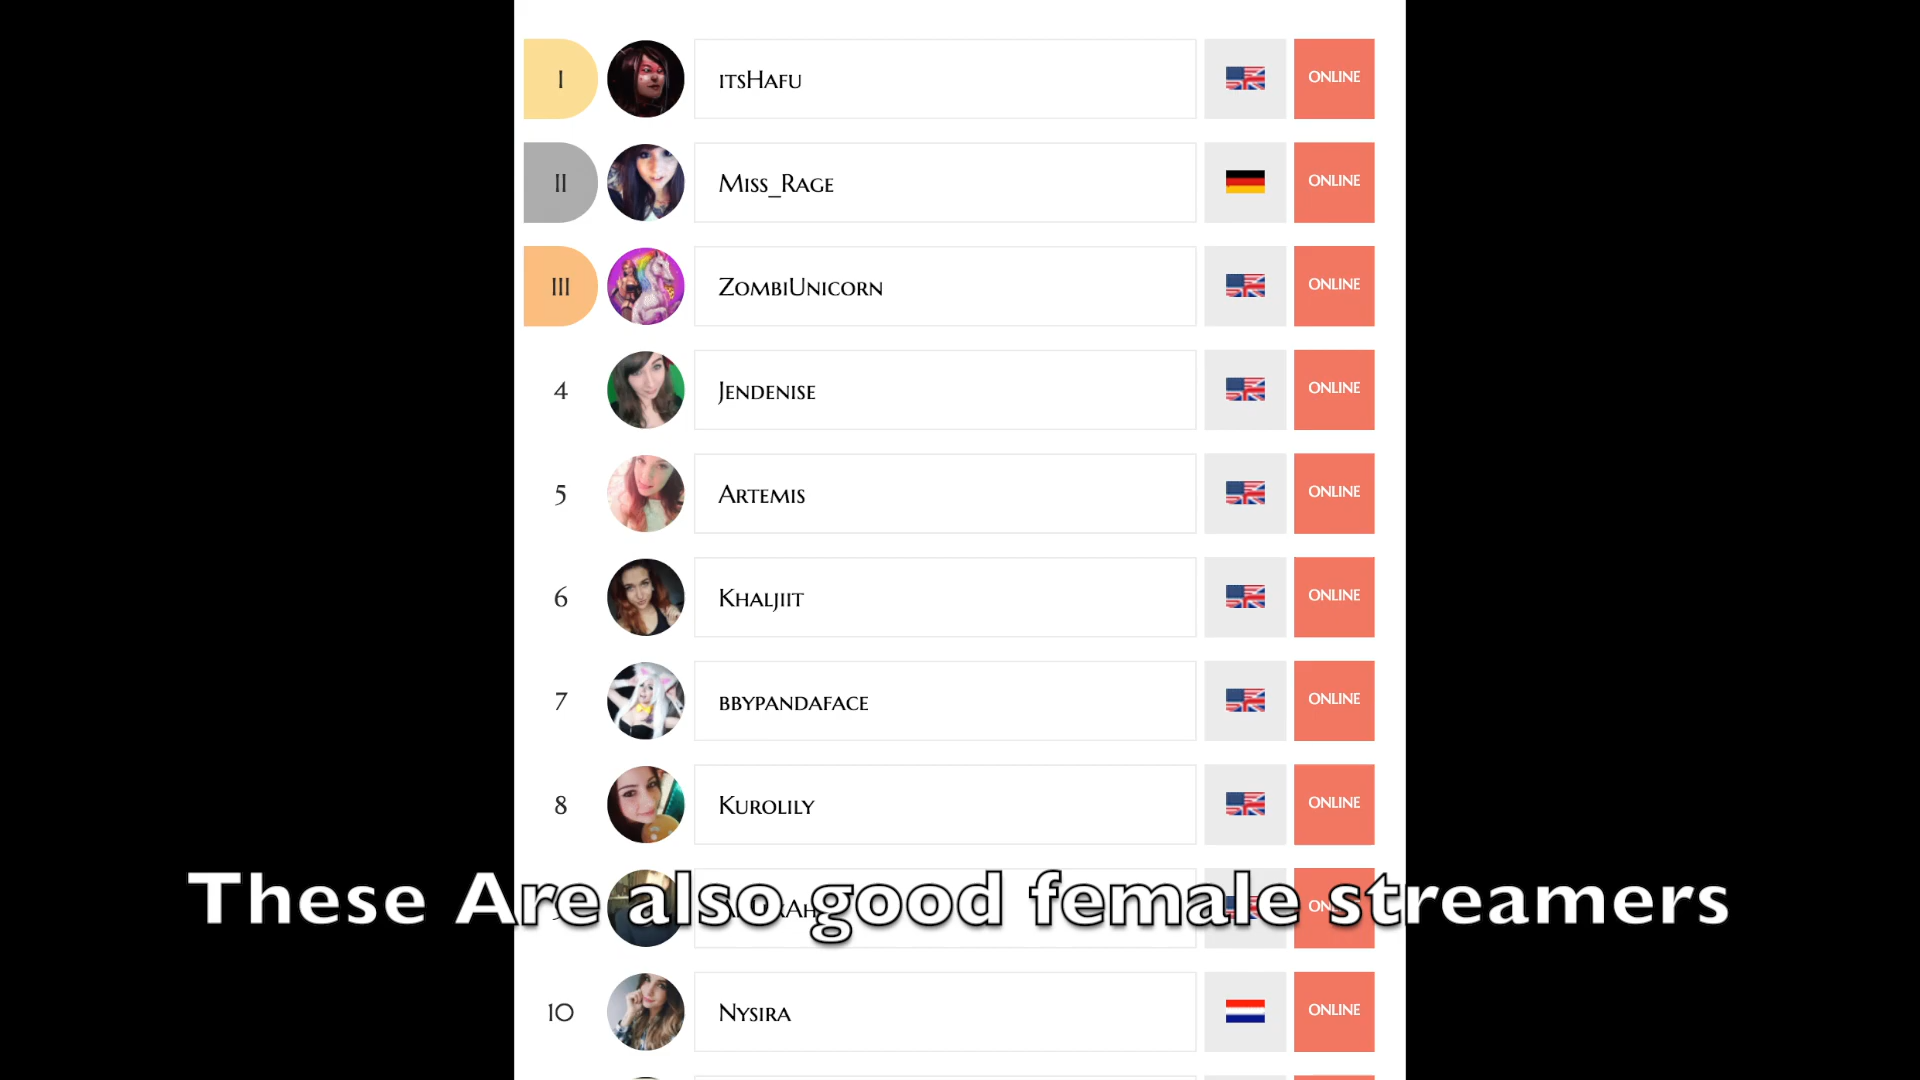 I ITSHAFU ONLINE
II MISS_RAGE ONLINE
III ZOMBIUNICORN ONLINE
4 JENDENISE ONLINE
5 ARTEMIS ONLINE
6 KHALJIIT ONLINE
7 BBYPANDAFACE ONLINE
8 KUROLILY ONLINE
These Are also good female streamers
10 NYSIRA ONLINE